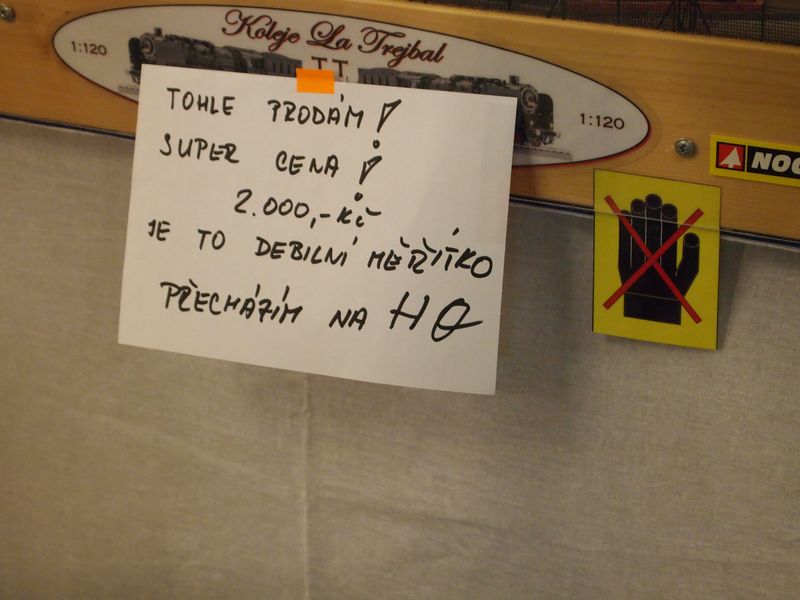 Koleje La Trejbal
1:120
TT
1:120
TOHLE PRODÁM!
SUPER CENA!
2.000,-Kč
JE TO DEBILNÍ MĚŘÍTKO
PŘECHÁZÍM NA HO
NOC